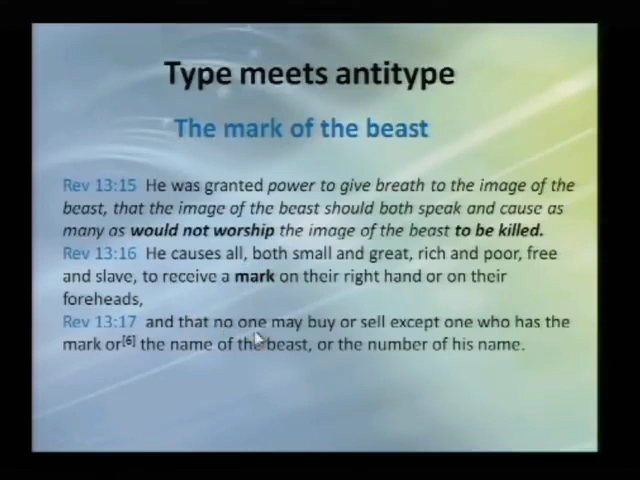 Type meets antitype
The mark of the beast
Rev 13:15 He was granted power to give breath to the image of the
beast, that the image of the beast should both speak and cause as
many as would not worship the image of the beast to be killed.
Rev 13:16 He causes all, both small and great, rich and poor, free
and slave, to receive a mark on their right hand or on their
foreheads,
Rev 13:17 and that no one may buy or sell except one who has the
mark or[6] the name of the beast, or the number of his name.